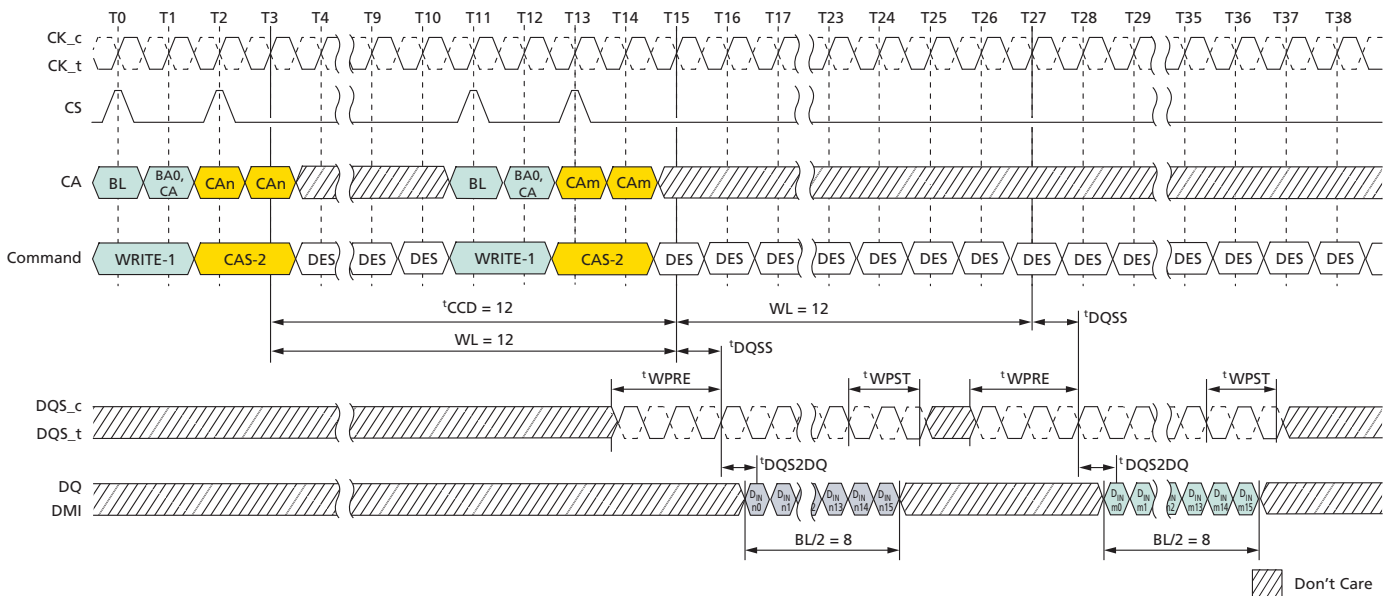 T0 T1 T2 T3 T4 T9 T10 T11 T12 T13 T14 T15 T16 T17 T23 T24 T25 T26 T27 T28 T29 T35 T36 T37 T38
CK_c
CK_t
CS
CA BL BA0, CA CAn CAn BL BA0, CA CAm CAm
Command WRITE-1 CAS-2 DES DES DES WRITE-1 CAS-2 DES DES DES DES DES DES DES DES DES DES DES DES DES DES
tCCD = 12 WL = 12 tDQSS
WL = 12 tDQSS
tWPRE tWPST tWPRE tWPST
DQS_c
DQS_t
tDQS2DQ tDQS2DQ
DQ DIN n0 DIN n1 DIN n13 DIN n14 DIN n15 DIN m0 DIN m1 DIN m13 DIN m14 DIN m15
DMI
BL/2 = 8 BL/2 = 8
Don't Care